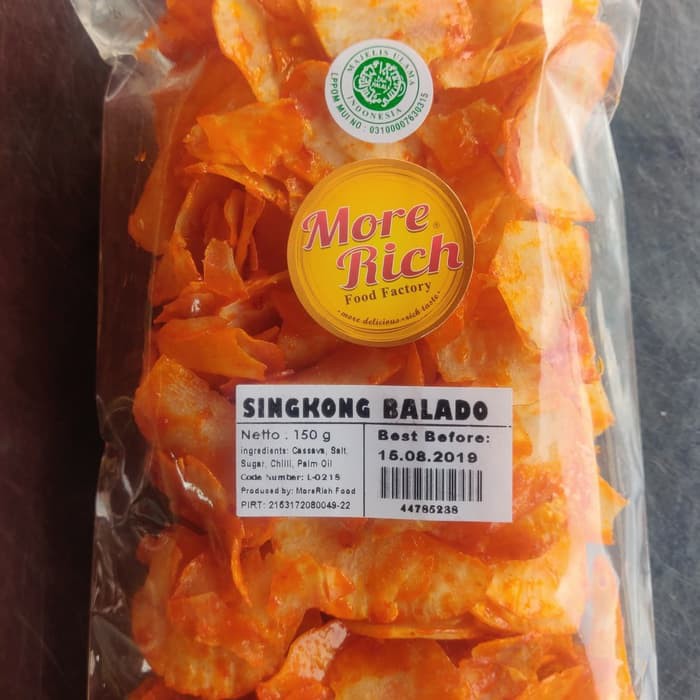 MAJELIS ULAMA
INDONESIA
LPPOM MUI NO : 03100007630315
More
Rich
®
Food Factory
more delicious rich taste
SINGKONG BALADO
Netto . 150 g
ingredients: Cassava, Salt,
Sugar, Chilli, Palm Oil
Code Number: L-0218
Produced by: MoreRich Food
PIRT: 2153172080049-22
Best Before:
15.08.2019
44785238